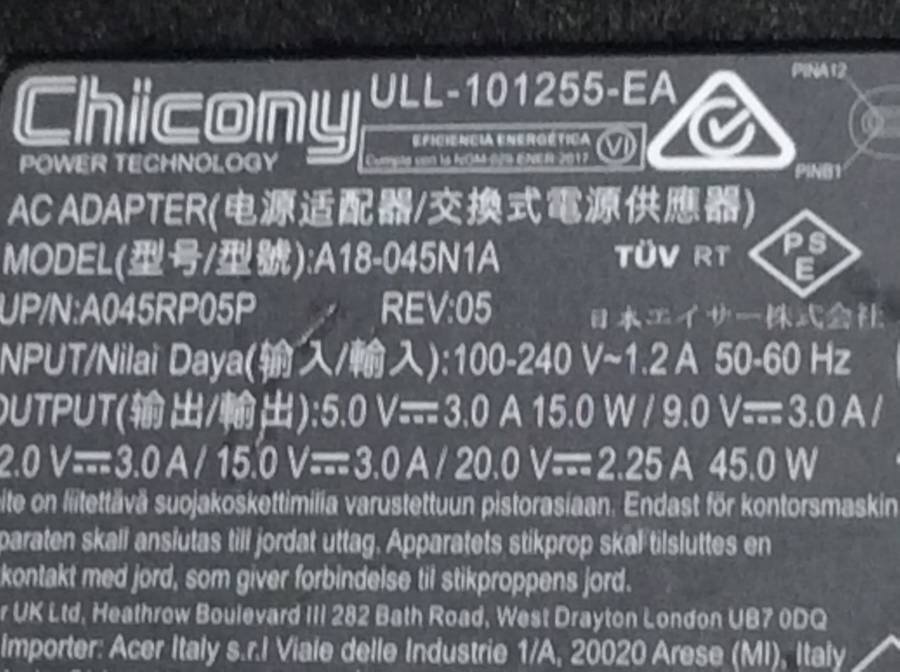 Chicony
POWER TECHNOLOGY
ULL-101255-EA
EFICIENCIA ENERGÉTICA VI
Cumple con la NOM-029-ENER-2017
PINA12
PINB1
AC ADAPTER(电源适配器/交換式電源供應器)
MODEL(型号/型號):A18-045N1A
TÜV RT
PSE
UP/N:A045RP05P REV:05
日本エイサー株式会社
NPUT/Nilai Daya(输入/輸入):100-240 V~1.2 A 50-60 Hz
OUTPUT(输出/輸出):5.0 V⎓3.0 A 15.0 W / 9.0 V⎓3.0 A /
2.0 V⎓3.0 A / 15.0 V⎓3.0 A / 20.0 V⎓2.25 A 45.0 W
ite on liitettävä suojakoskettimilla varustettuun pistorasiaan. Endast för kontorsmaskin
paraten skall anslutas till jordat uttag. Apparatets stikprop skal tilsluttes en
kontakt med jord, som giver forbindelse til stikproppens jord.
r UK Ltd, Heathrow Boulevard III 282 Bath Road, West Drayton London UB7 0DQ
Importer: Acer Italy s.r.l Viale delle Industrie 1/A, 20020 Arese (MI), Italy